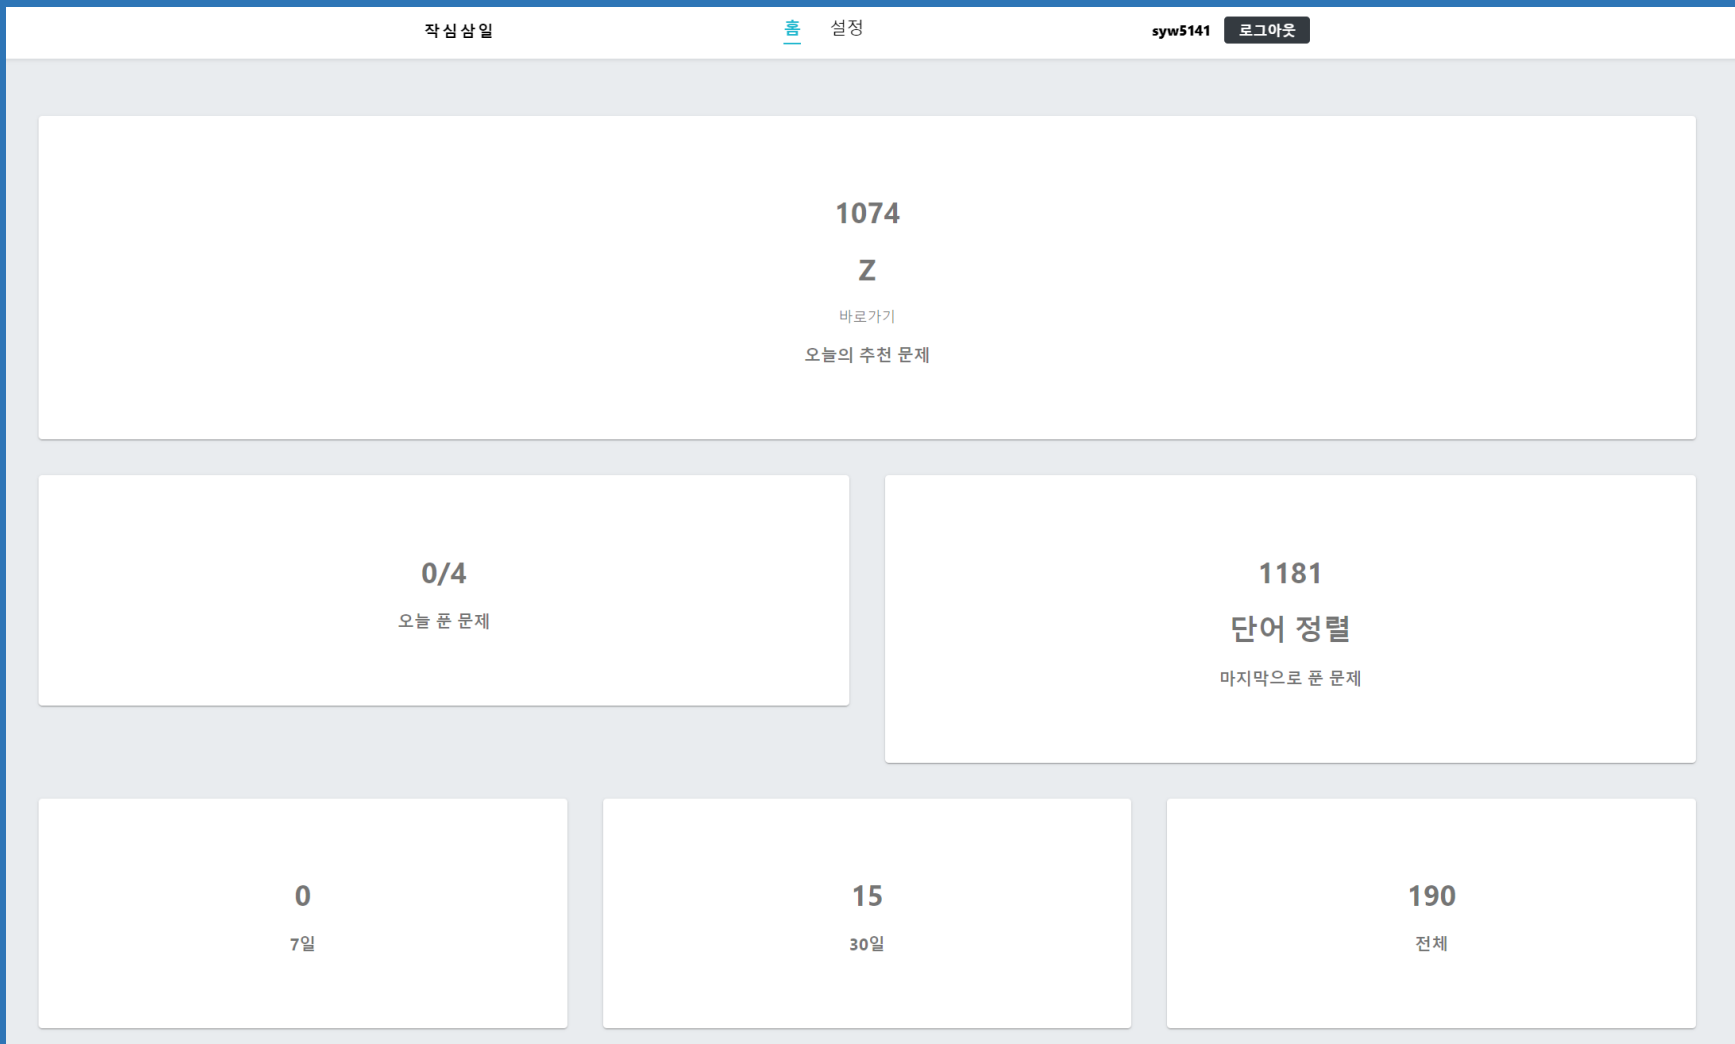 작심삼일
홈 설정
syw5141 로그아웃
1074
Z
바로가기
오늘의 추천 문제
0/4
오늘 푼 문제
1181
단어 정렬
마지막으로 푼 문제
0
7일
15
30일
190
전체